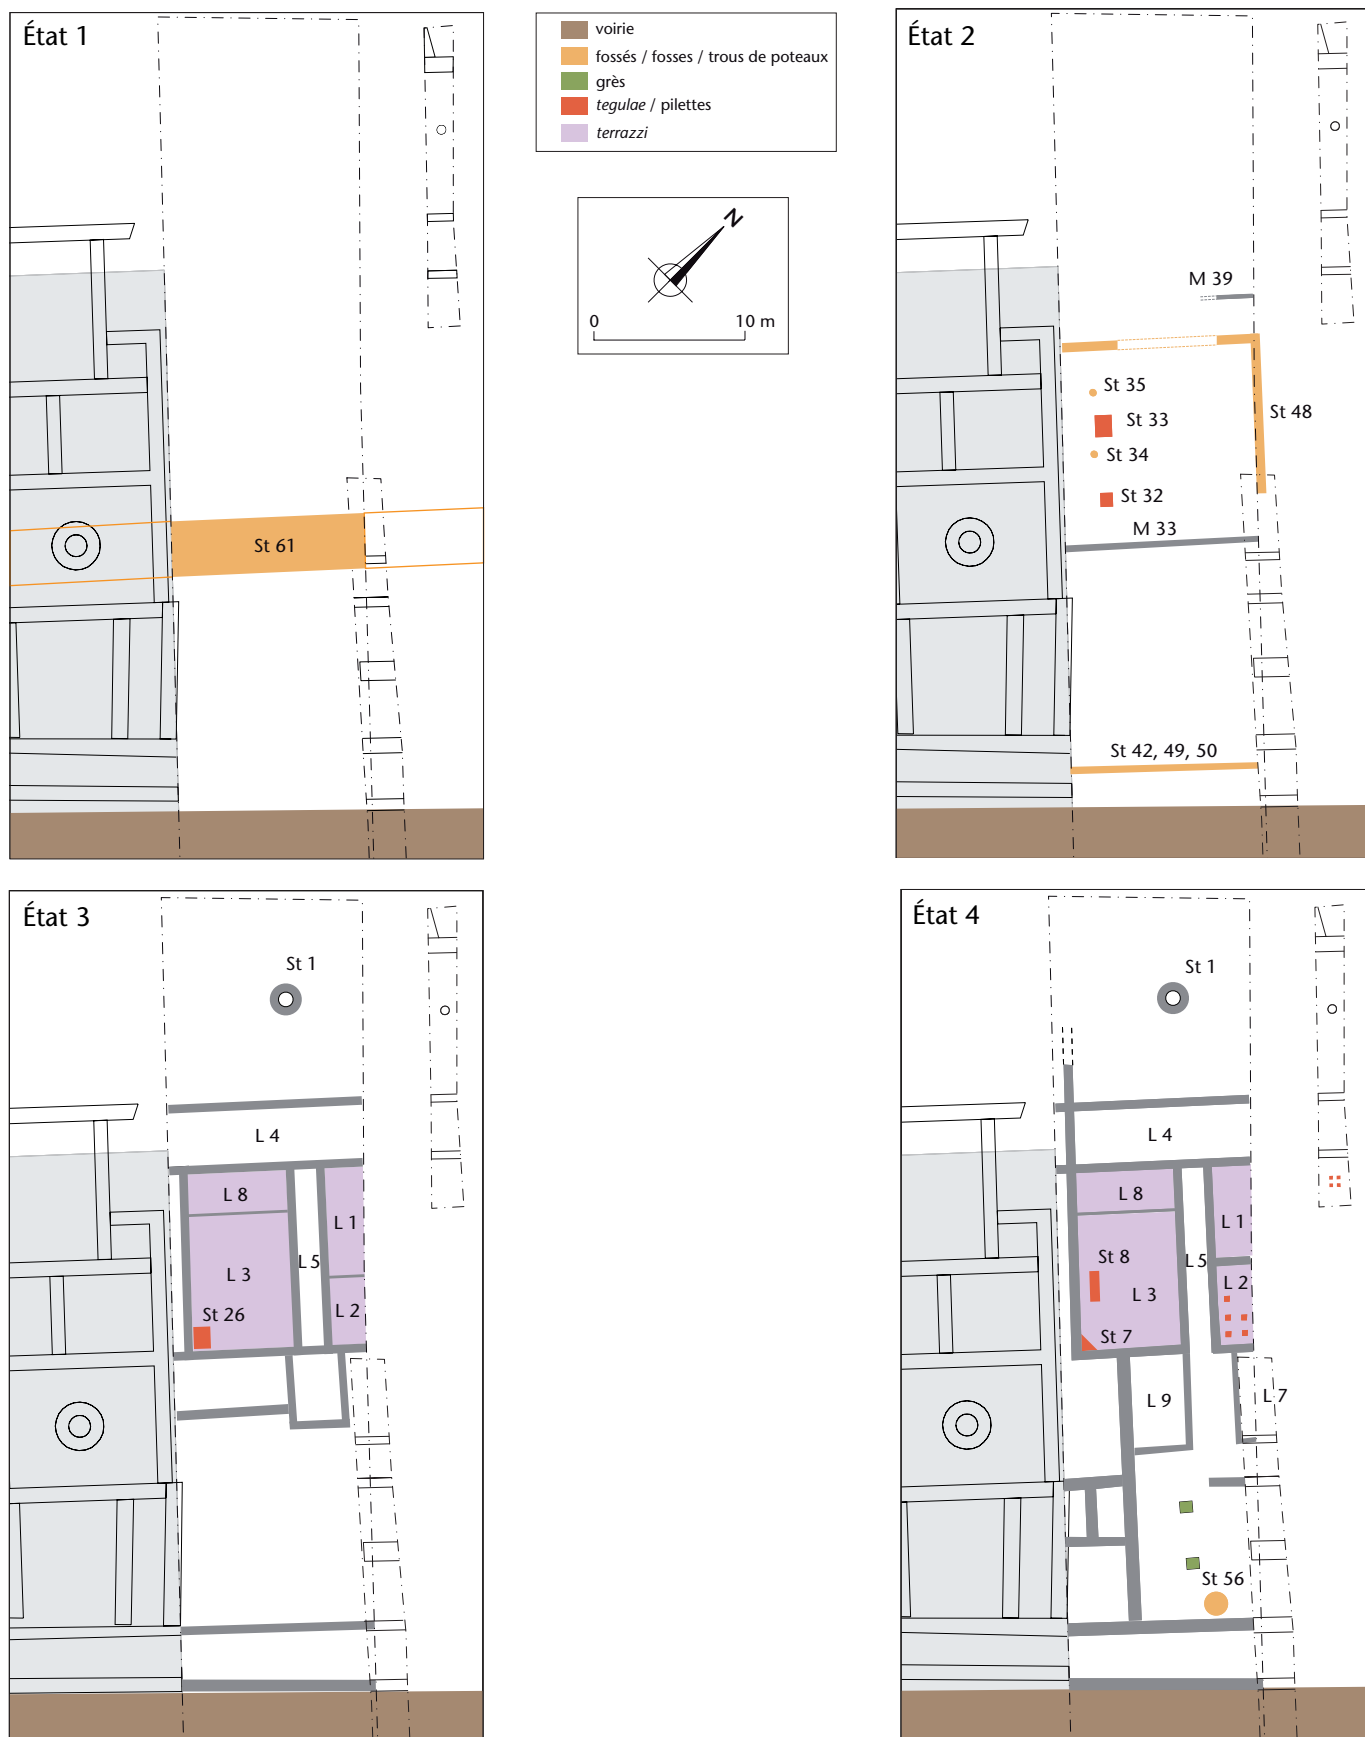 État 1
voirie
fossés / fosses / trous de poteaux
grès
tegulae / pilettes
terrazzi
N
0 10 m
St 61
État 2
M 39
St 35
St 33
St 48
St 34
St 32
M 33
St 42, 49, 50
État 3
St 1
L 4
L 8
L 1
L 5
L 3
L 2
St 26
État 4
St 1
L 4
L 8
L 1
St 8
L 5
L 2
L 3
St 7
L 9
L 7
St 56